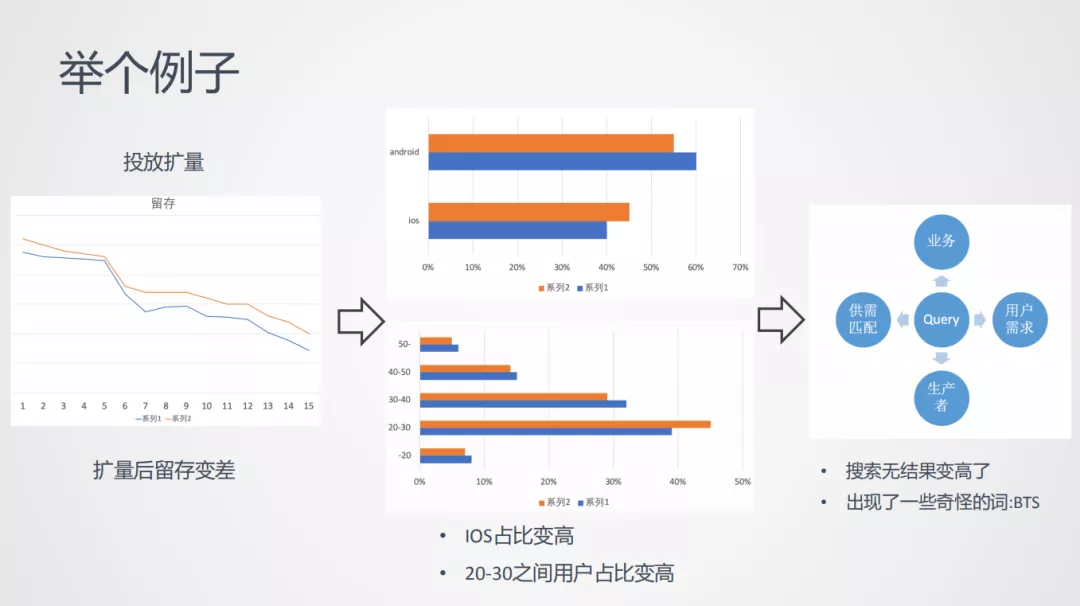 举个例子
投放扩量
留存
1 2 3 4 5 6 7 8 9 10 11 12 13 14 15
系列1 系列2
扩量后留存变差
android
ios
0% 10% 20% 30% 40% 50% 60% 70%
系列2 系列1
50-
40-50
30-40
20-30
-20
0% 10% 20% 30% 40% 50%
系列2 系列1
• IOS占比变高
• 20-30之间用户占比变高
业务
供需
匹配
Query
用户
需求
生产
者
• 搜索无结果变高了
• 出现了一些奇怪的词:BTS